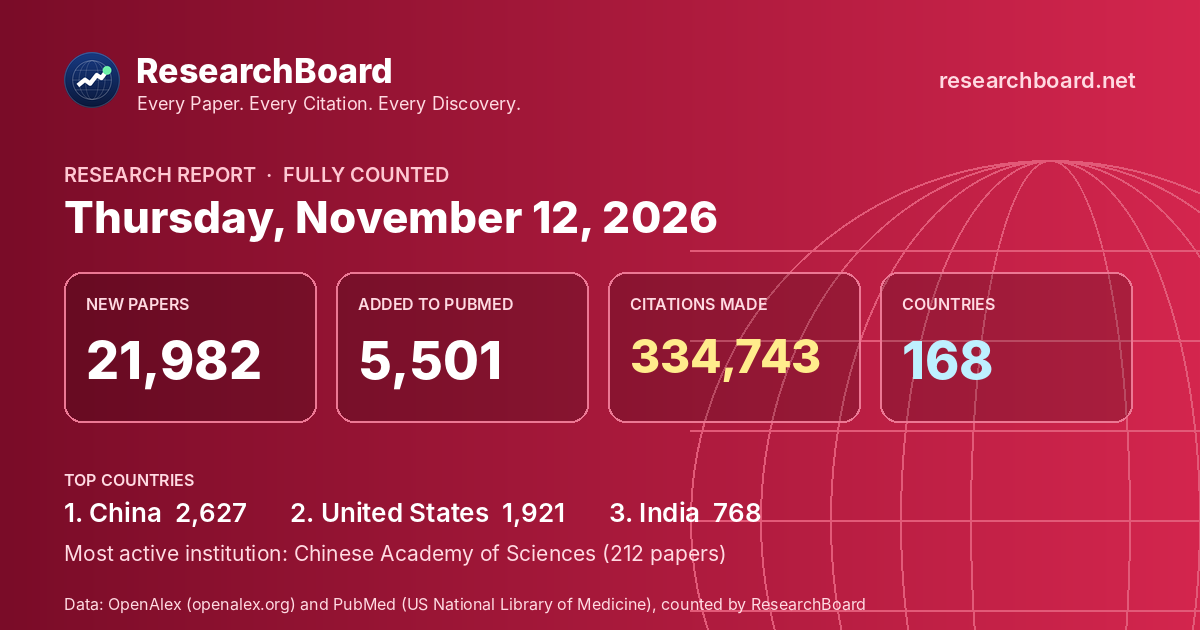 ResearchBoard
Every Paper. Every Citation. Every Discovery.
researchboard.net
RESEARCH REPORT · FULLY COUNTED
Thursday, November 12, 2026
NEW PAPERS
21,982
ADDED TO PUBMED
5,501
CITATIONS MADE
334,743
COUNTRIES
168
TOP COUNTRIES
1. China 2,627 2. United States 1,921 3. India 768
Most active institution: Chinese Academy of Sciences (212 papers)
Data: OpenAlex (openalex.org) and PubMed (US National Library of Medicine), counted by ResearchBoard